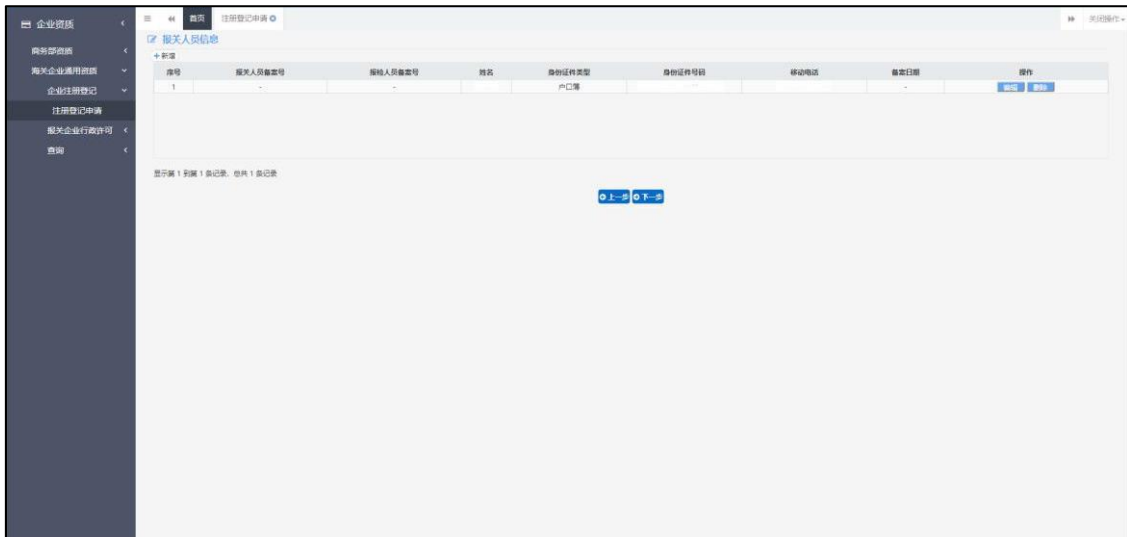 企业资质
首页
注册登记申请
关闭操作
商务部资质
海关企业通用资质
企业注册登记
注册登记申请
报关企业行政许可
查询
报关人员信息
+新增
序号 报关人员备案号 报检人员备案号 姓名 身份证件类型 身份证件号码 移动电话 备案日期 操作
1 - - 户口簿 - 编辑 删除
显示第 1 到第 1 条记录，总共 1 条记录
上一步 下一步